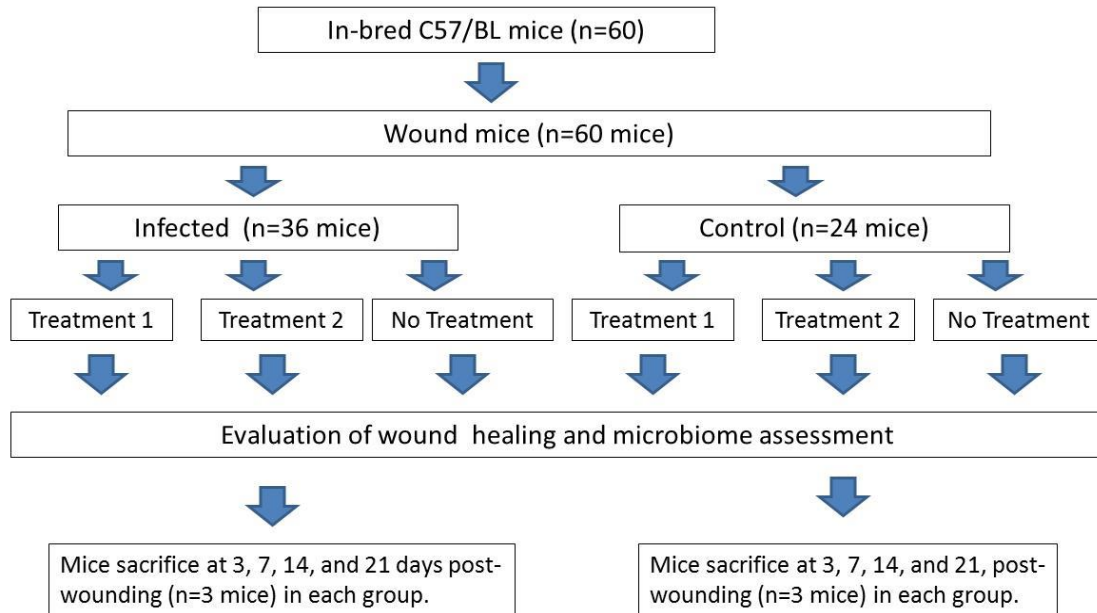 In-bred C57/BL mice (n=60)
Wound mice (n=60 mice)
Infected (n=36 mice)
Control (n=24 mice)
Treatment 1
Treatment 2
No Treatment
Treatment 1
Treatment 2
No Treatment
Evaluation of wound healing and microbiome assessment
Mice sacrifice at 3, 7, 14, and 21 days post-
wounding (n=3 mice) in each group.
Mice sacrifice at 3, 7, 14, and 21, post-
wounding (n=3 mice) in each group.